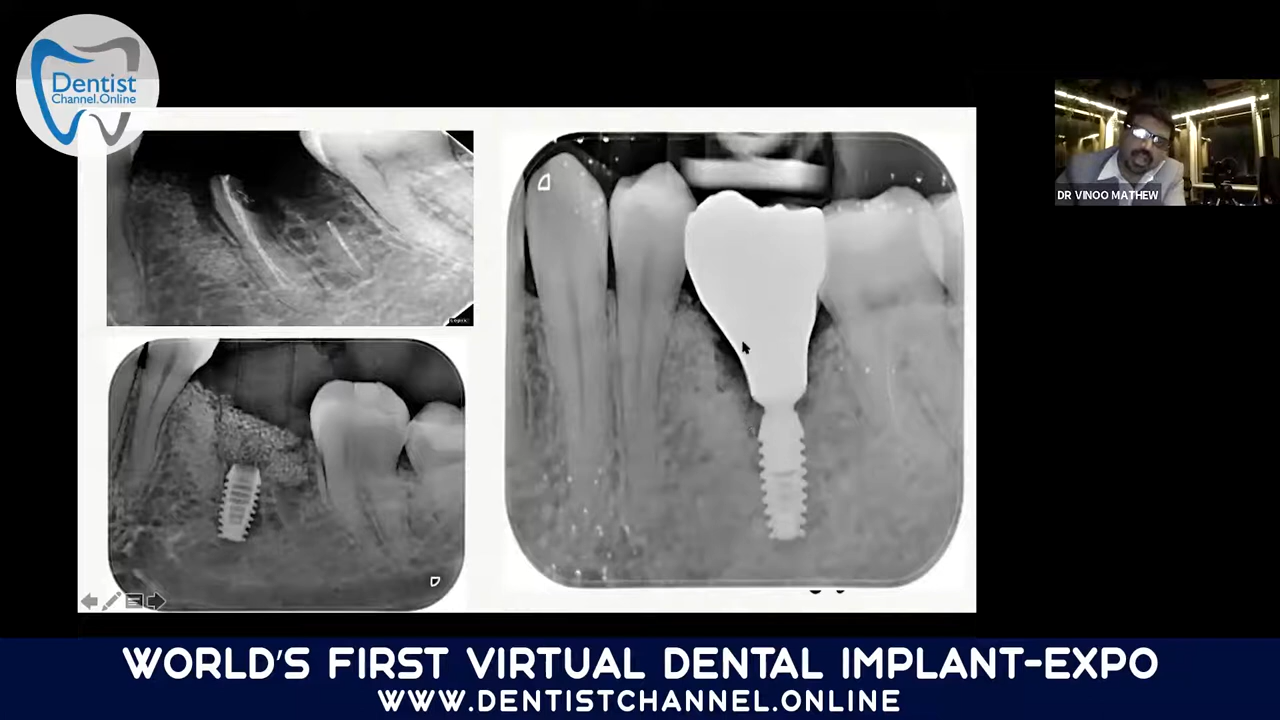 Dentist
Channel.Online
DR VINOO MATHEW
WORLD'S FIRST VIRTUAL DENTAL IMPLANT-EXPO
WWW.DENTISTCHANNEL.ONLINE